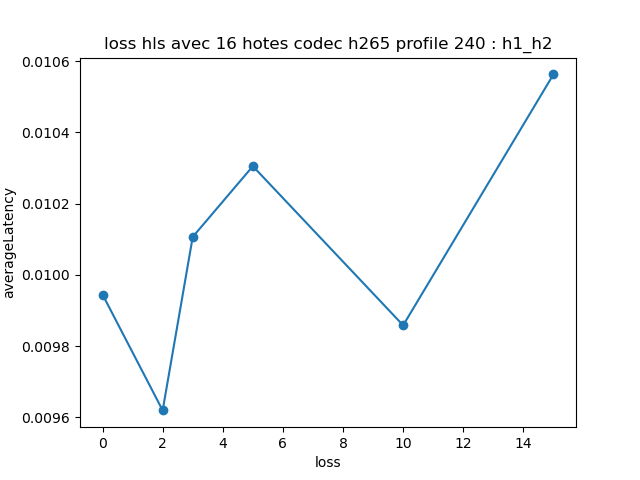 loss hls avec 16 hotes codec h265 profile 240 : h1_h2
0.0106
0.0104
0.0102
0.0100
0.0098
0.0096
averageLatency
0 2 4 6 8 10 12 14
loss